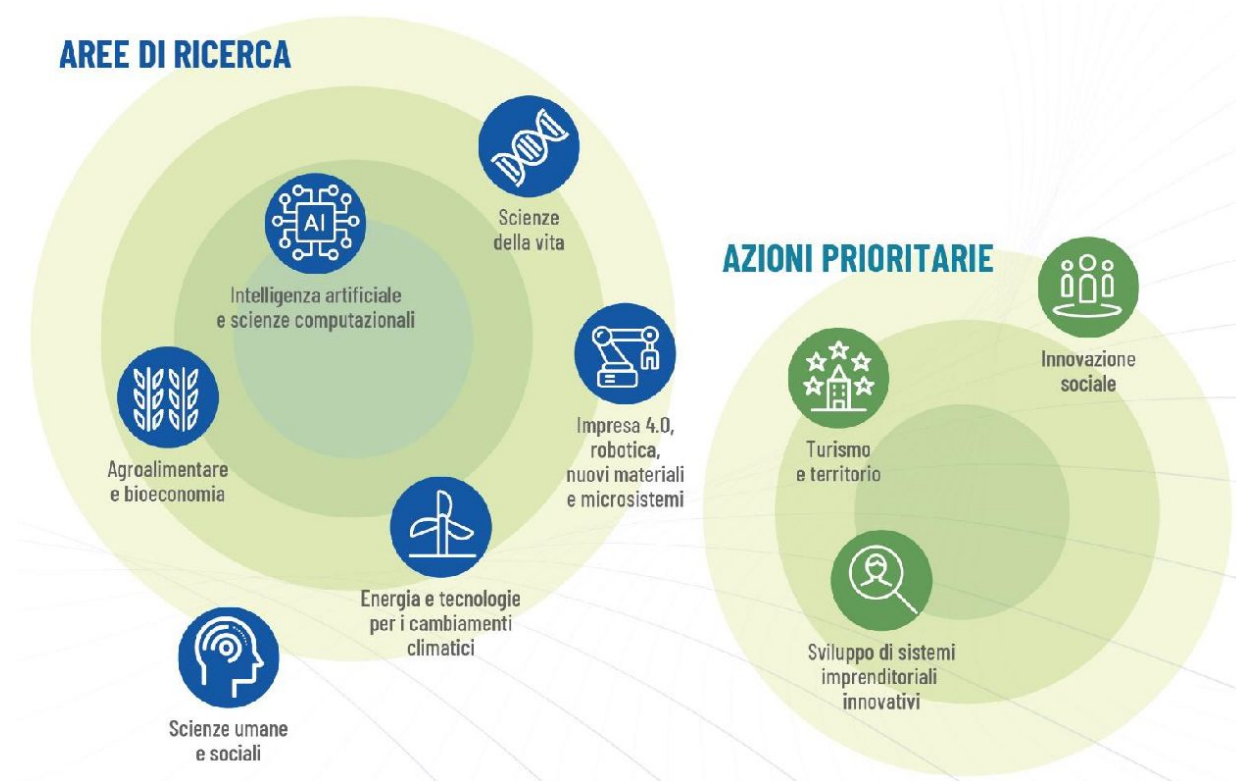 AREE DI RICERCA
AI
Intelligenza artificiale
e scienze computazionali
Scienze
della vita
Agroalimentare
e bioeconomia
Impresa 4.0,
robotica,
nuovi materiali
e microsistemi
Energia e tecnologie
per i cambiamenti
climatici
Scienze umane
e sociali
AZIONI PRIORITARIE
Innovazione
sociale
Turismo
e territorio
Sviluppo di sistemi
imprenditoriali
innovativi